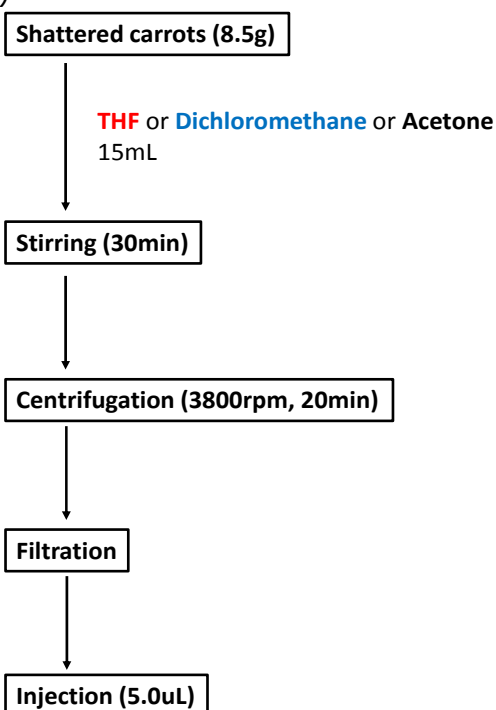 )
Shattered carrots (8.5g)
THF or Dichloromethane or Acetone
15mL
Stirring (30min)
Centrifugation (3800rpm, 20min)
Filtration
Injection (5.0uL)